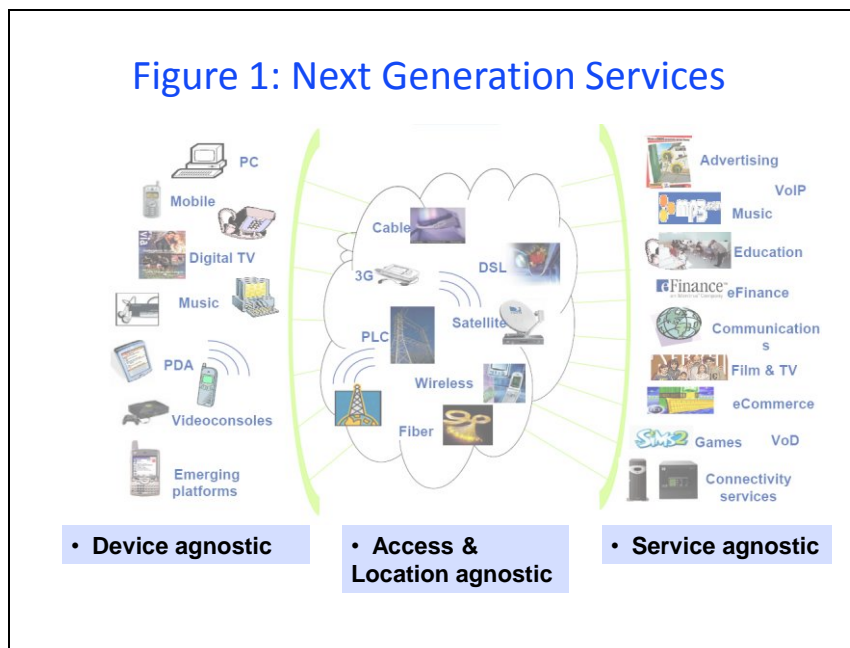 Figure 1: Next Generation Services
PC
Mobile
Digital TV
Music
PDA
Videoconsoles
Emerging
platforms
Cable
3G
DSL
PLC
Satellite
Wireless
Fiber
Advertising
VoIP
Music
Education
eFinance
eFinance
Communication
s
Film & TV
eCommerce
SiMS2
Games
VoD
Connectivity
services
• Device agnostic
• Access &
Location agnostic
• Service agnostic